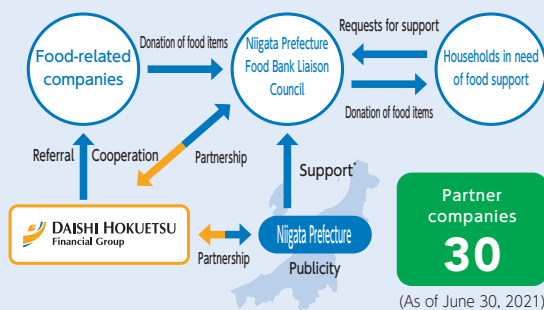 Food-related
companies
Donation of food items
Niigata Prefecture
Food Bank Liaison
Council
Requests for support
Donation of food items
Households in need
of food support
Referral
Cooperation
Partnership
Support*
DAISHI HOKUETSU
Financial Group
Partnership
Niigata Prefecture
Publicity
Partner
companies
30
(As of June 30, 2021)